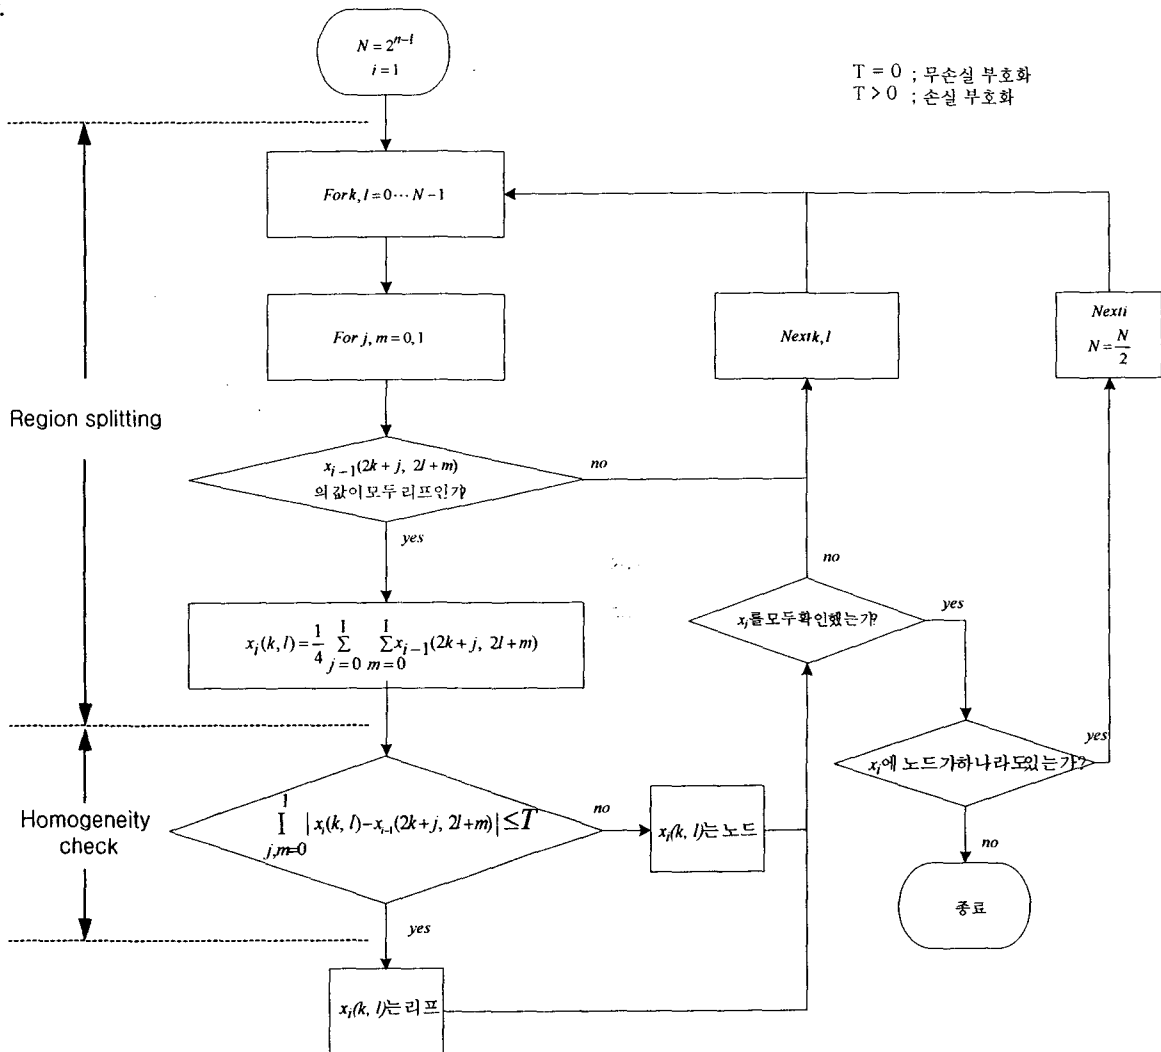 N = 2^{n-l}
i = 1
T = 0 ; 무손실 부호화
T > 0 ; 손실 부호화
For k, l = 0 ⋯ N - 1
For j, m = 0, 1
Next k, l
Next i
N = N/2
Region splitting
x_{i-1}(2k + j, 2l + m)
의 값이 모두 리프인가
no
yes
x_i(k, l) = 1/4 Σ_{j=0}^{1} Σ_{m=0}^{1} x_{i-1}(2k + j, 2l + m)
no
x_i를 모두 확인했는가?
yes
x_i에 노드가 하나라도 있는가?
yes
no
종료
Homogeneity
check
I_{j,m=0}^{1} |x_i(k, l) - x_{i-1}(2k + j, 2l + m)| ≤ T
no
x_i(k, l)는 노드
yes
x_i(k, l)는 리프